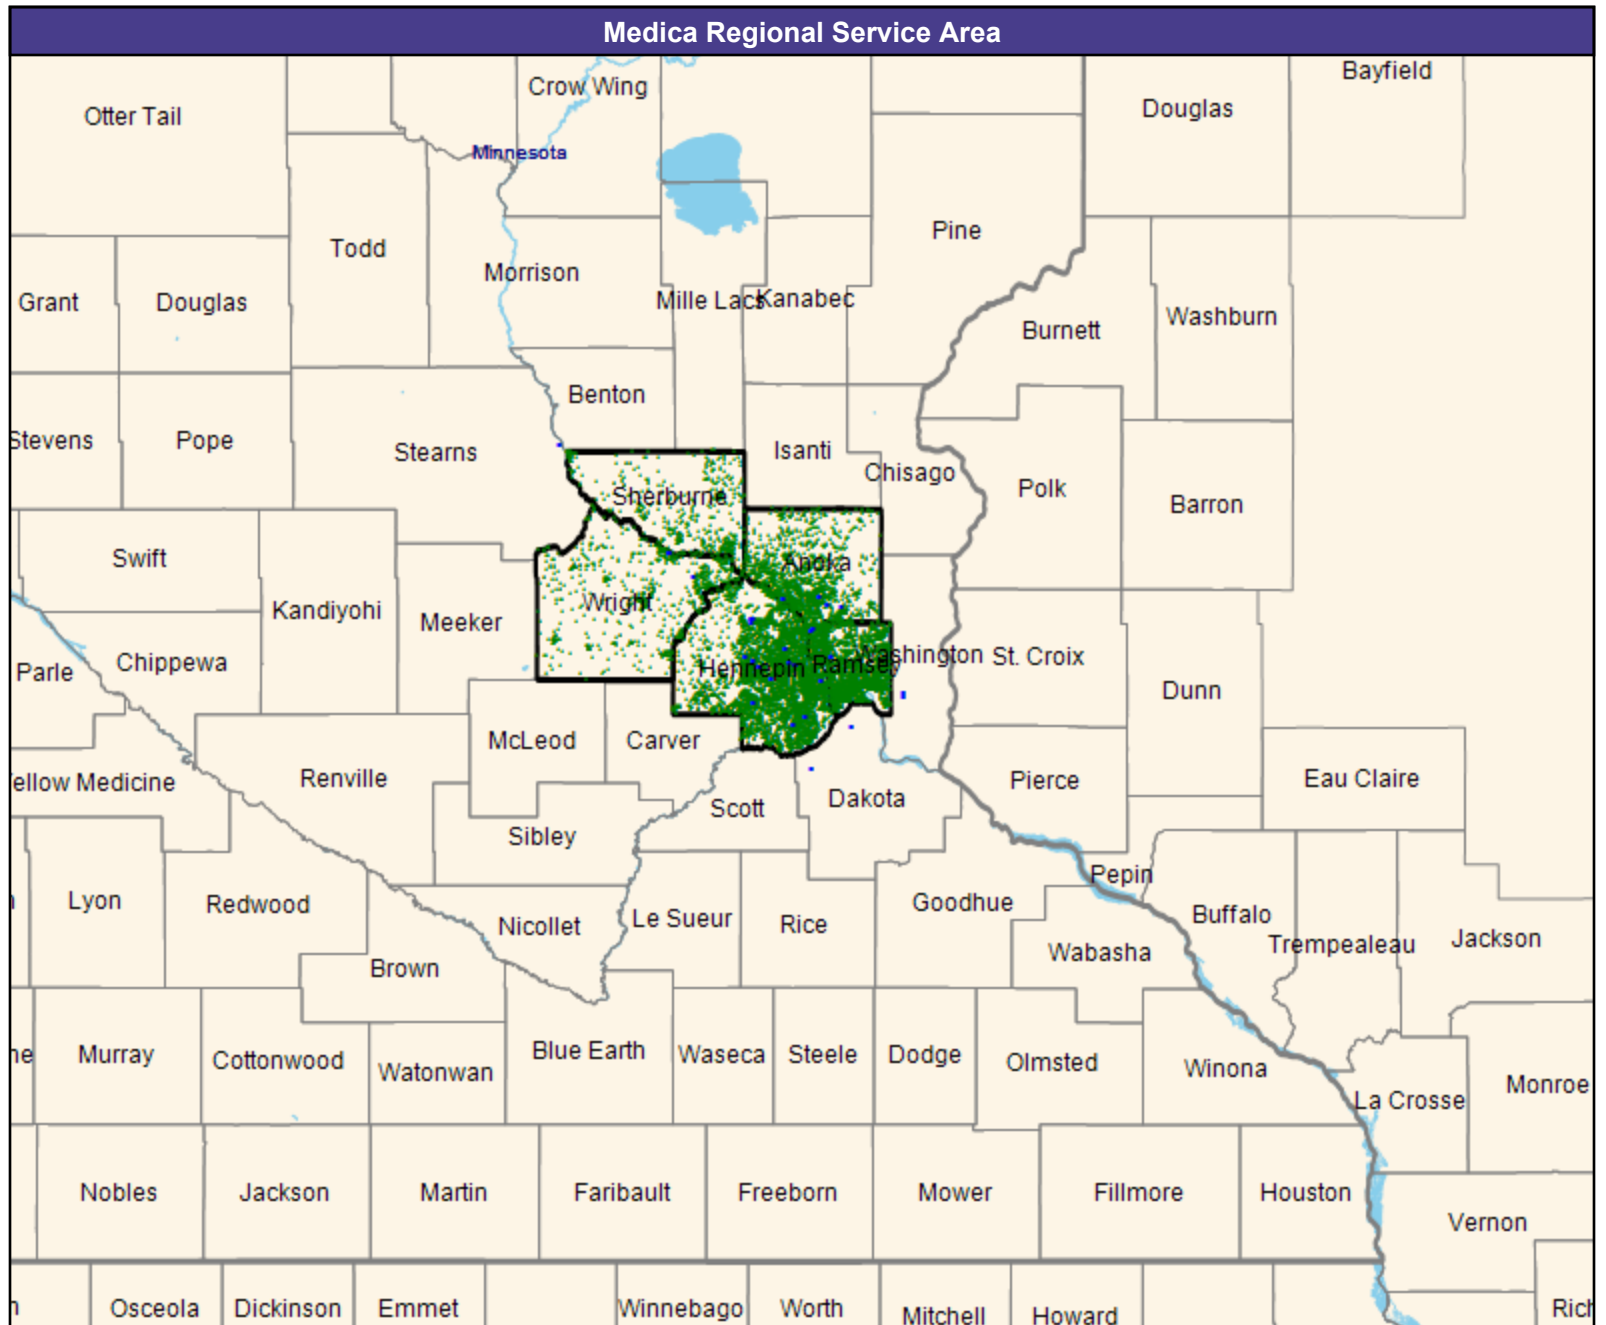 Medica Regional Service Area
Crow Wing
Bayfield
Otter Tail
Douglas
Minnesota
Pine
Todd
Morrison
Mille Lacs
Kanabec
Grant
Douglas
Washburn
Burnett
Benton
Stevens
Pope
Stearns
Isanti
Chisago
Polk
Barron
Sherburne
Swift
Anoka
Kandiyohi
Wright
Meeker
Parle
Chippewa
Hennepin
Ramsey
Washington
St. Croix
Dunn
McLeod
Carver
Renville
ellow Medicine
Pierce
Eau Claire
Scott
Dakota
Sibley
Pepin
Lyon
Redwood
Nicollet
Le Sueur
Rice
Goodhue
Buffalo
Trempealeau
Jackson
Wabasha
Brown
ne
Murray
Cottonwood
Watonwan
Blue Earth
Waseca
Steele
Dodge
Olmsted
Winona
Monroe
La Crosse
Nobles
Jackson
Martin
Faribault
Freeborn
Mower
Fillmore
Houston
Vernon
Osceola
Dickinson
Emmet
Winnebago
Worth
Mitchell
Howard
Rich